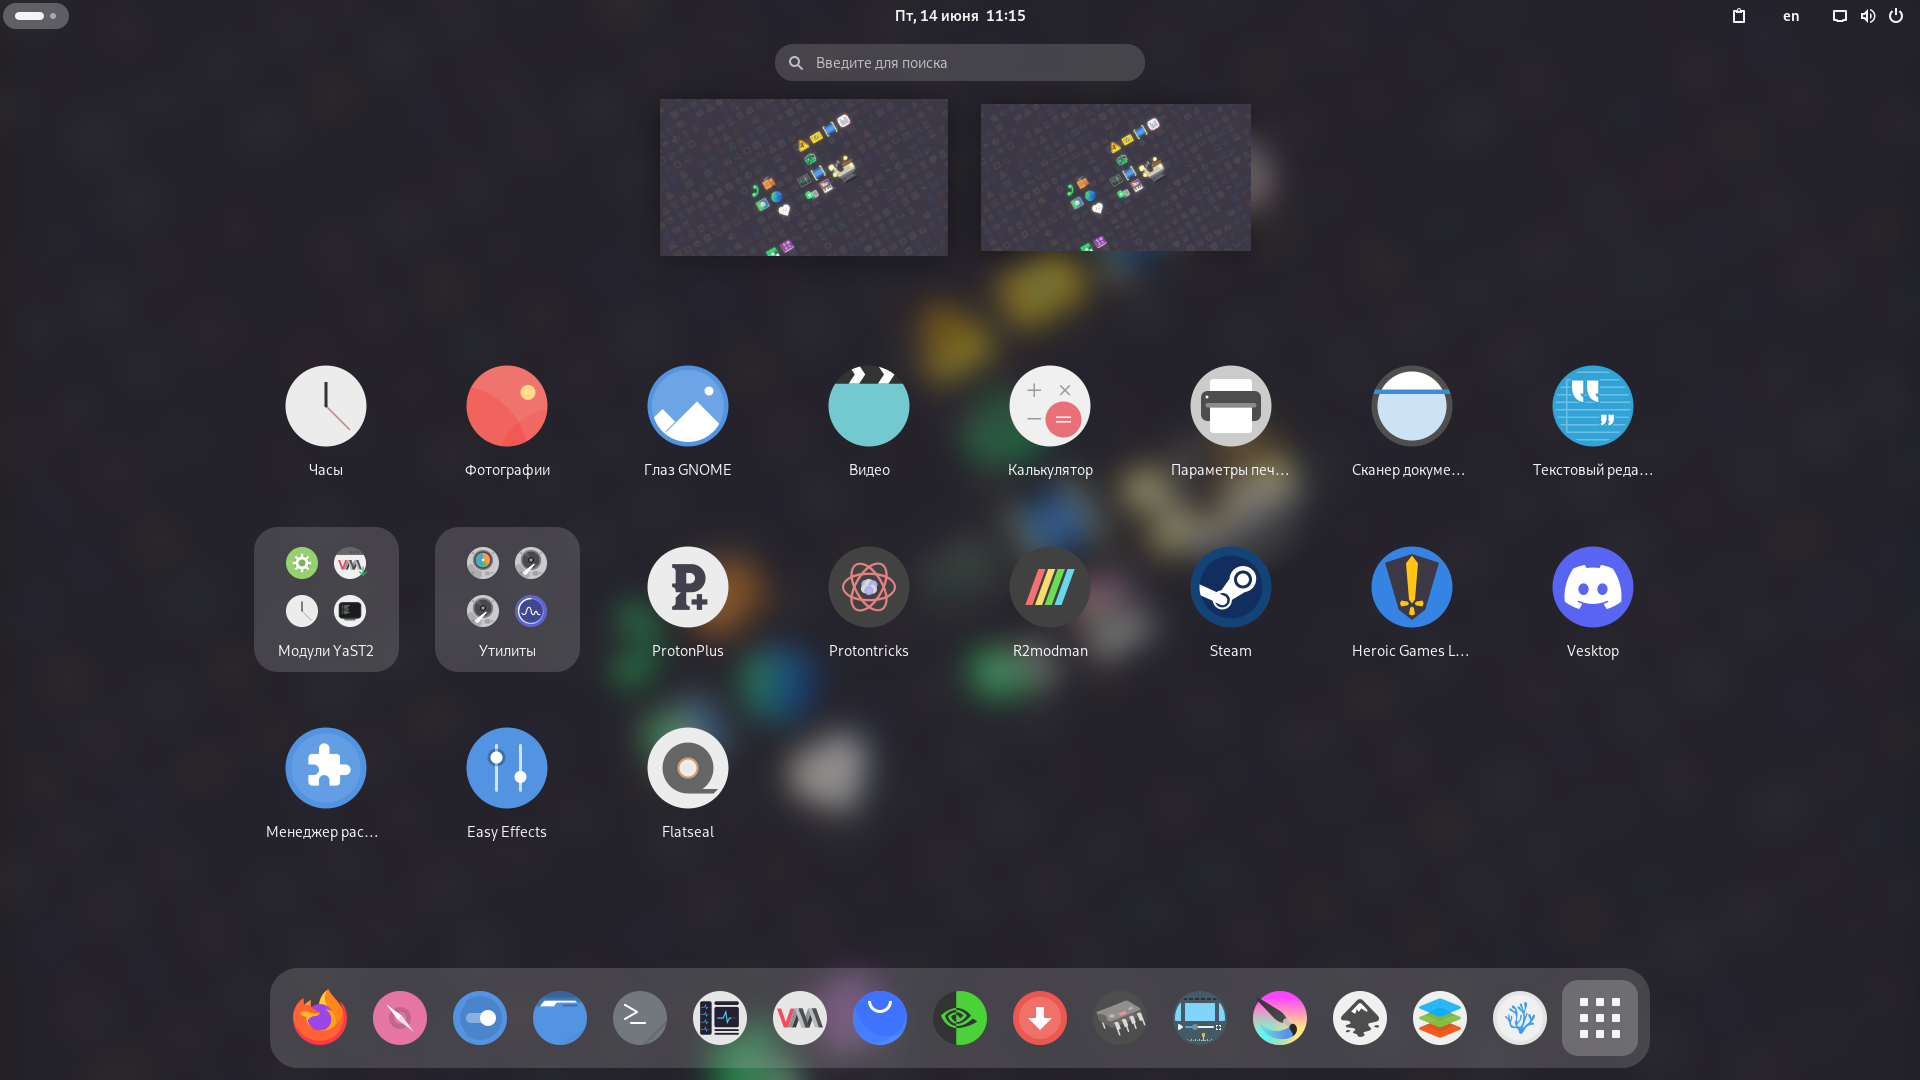 Пт, 14 июня 11:15
en
Введите для поиска
Часы
Фотографии
Глаз GNOME
Видео
Калькулятор
Параметры печ…
Сканер докуме…
Текстовый реда…
Модули YaST2
Утилиты
ProtonPlus
Protontricks
R2modman
Steam
Heroic Games L…
Vesktop
Менеджер рас…
Easy Effects
Flatseal